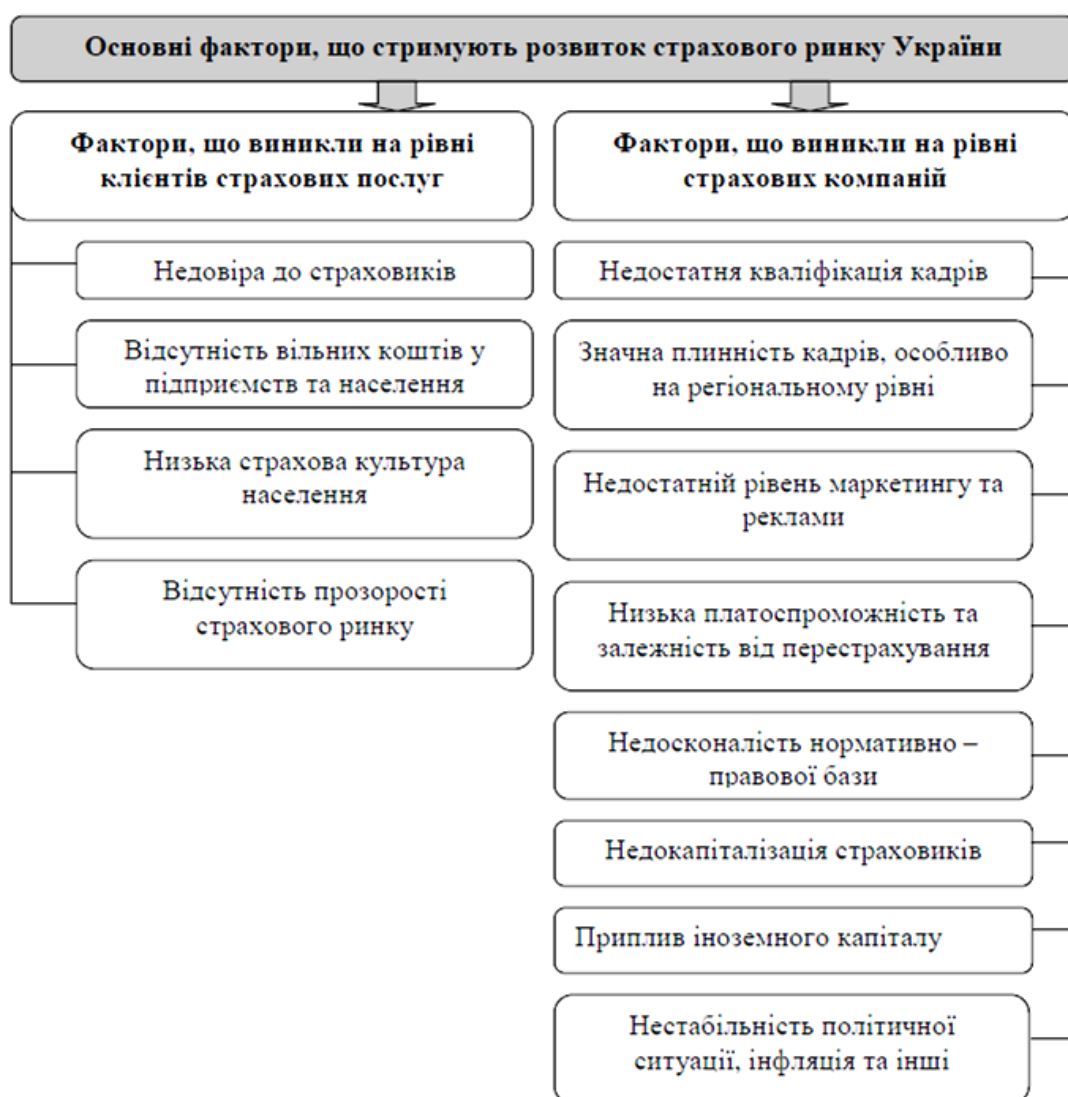 Основні фактори, що стримують розвиток страхового ринку України
Фактори, що виникли на рівні
клієнтів страхових послуг
Недовіра до страховиків
Відсутність вільних коштів у
підприємств та населення
Низька страхова культура
населення
Відсутність прозорості
страхового ринку
Фактори, що виникли на рівні
страхових компаній
Недостатня кваліфікація кадрів
Значна плинність кадрів, особливо
на регіональному рівні
Недостатній рівень маркетингу та
реклами
Низька платоспроможність та
залежність від перестрахування
Недосконалість нормативно –
правової бази
Недокапіталізація страховиків
Приплив іноземного капіталу
Нестабільність політичної
ситуації, інфляція та інші